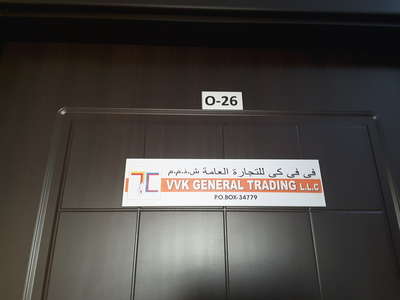 O-26
في في كي للتجارة العامة ش.ذ.م.م
VVK GENERAL TRADING L.L.C
P.O.BOX-34779